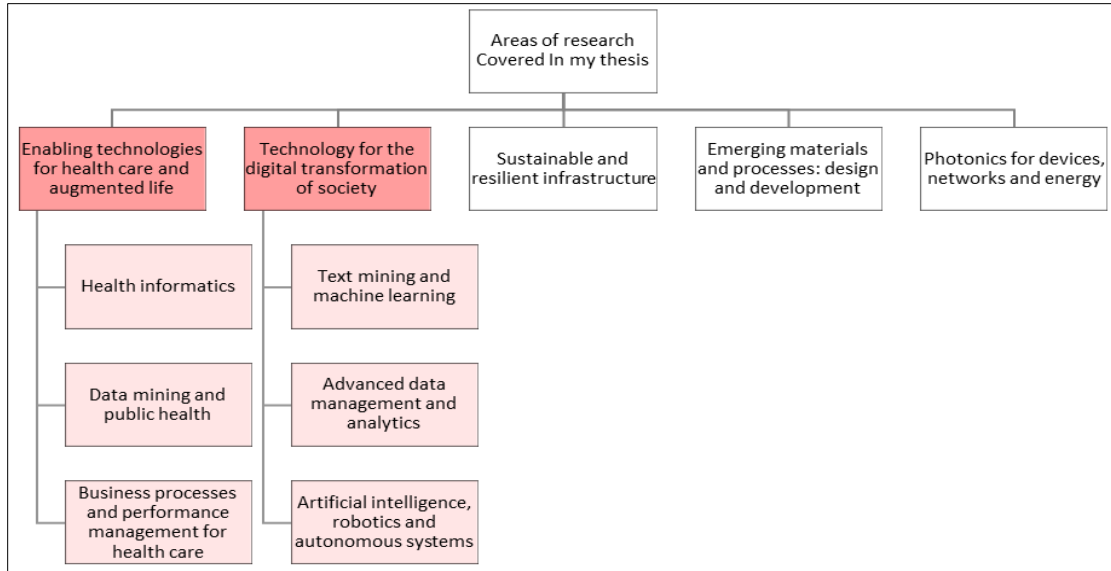 Areas of research
Covered In my thesis
Enabling technologies
for health care and
augmented life
Technology for the
digital transformation
of society
Sustainable and
resilient infrastructure
Emerging materials
and processes: design
and development
Photonics for devices,
networks and energy
Health informatics
Text mining and
machine learning
Data mining and
public health
Advanced data
management and
analytics
Business processes
and performance
management for
health care
Artificial intelligence,
robotics and
autonomous systems